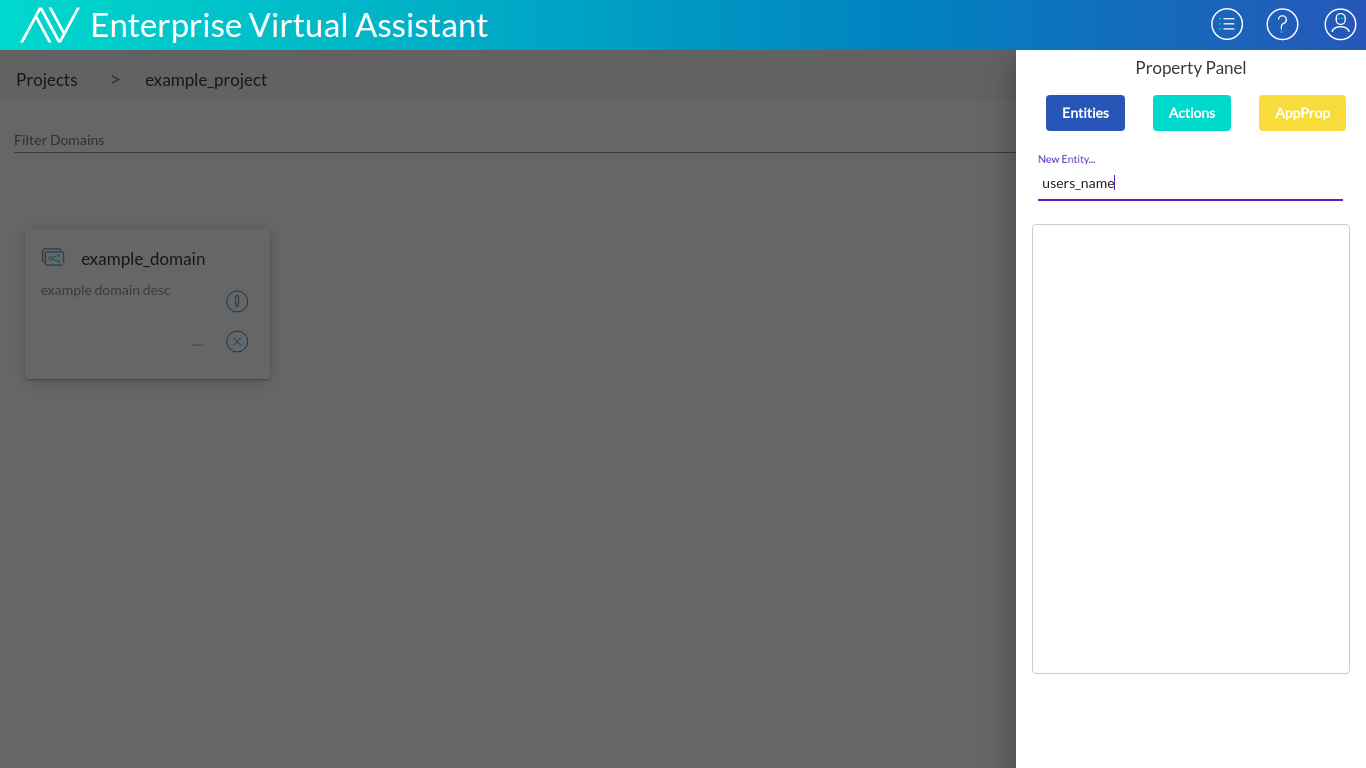 Enterprise Virtual Assistant
Projects > example_project
Filter Domains
example_domain
example domain desc
....
Property Panel
Entities Actions AppProp
New Entity...
users_name